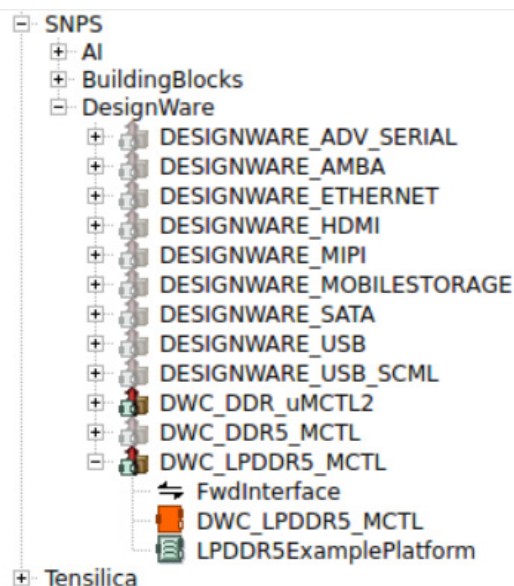 SNPS
AI
BuildingBlocks
DesignWare
DESIGNWARE_ADV_SERIAL
DESIGNWARE_AMBA
DESIGNWARE_ETHERNET
DESIGNWARE_HDMI
DESIGNWARE_MIPI
DESIGNWARE_MOBILESTORAGE
DESIGNWARE_SATA
DESIGNWARE_USB
DESIGNWARE_USB_SCML
DWC_DDR_uMCTL2
DWC_DDR5_MCTL
DWC_LPDDR5_MCTL
FwdInterface
DWC_LPDDR5_MCTL
LPDDR5ExamplePlatform
Tensilica